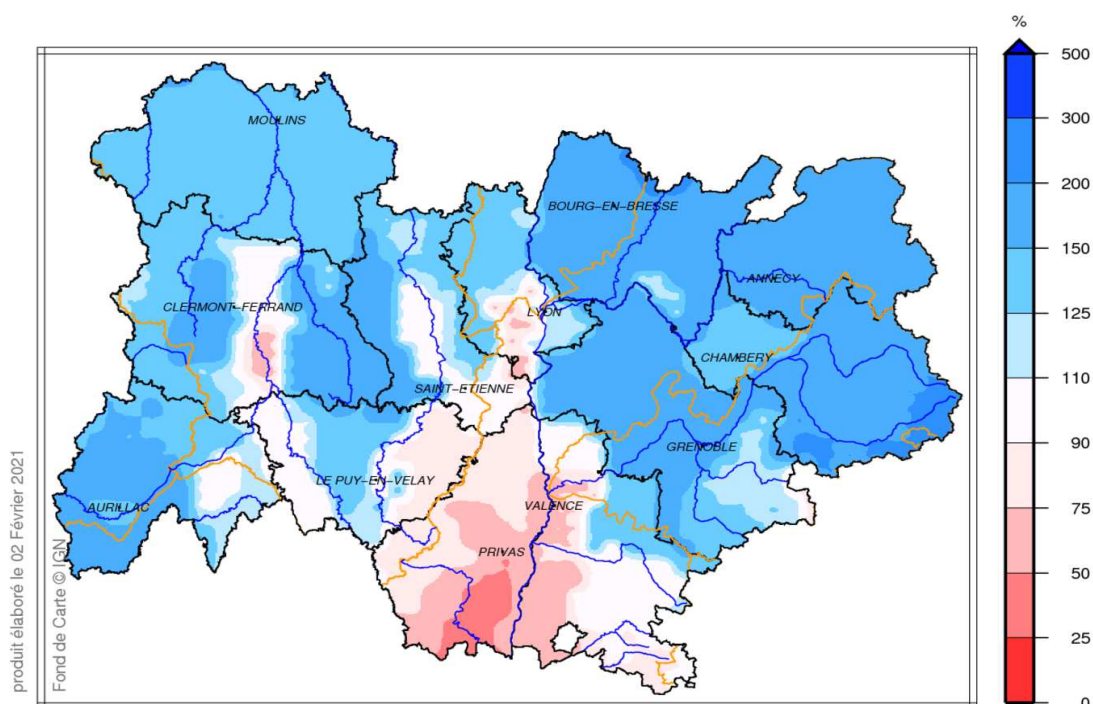 %
500
300
200
150
125
110
90
75
50
25
0
MOULINS
BOURG-EN-BRESSE
ANNECY
CLERMONT-FERRAND
LYON
CHAMBERY
SAINT-ETIENNE
GRENOBLE
LE PUY-EN-VELAY
AURILLAC
VALENCE
PRIVAS
produit élaboré le 02 Février 2021
Fond de Carte © IGN